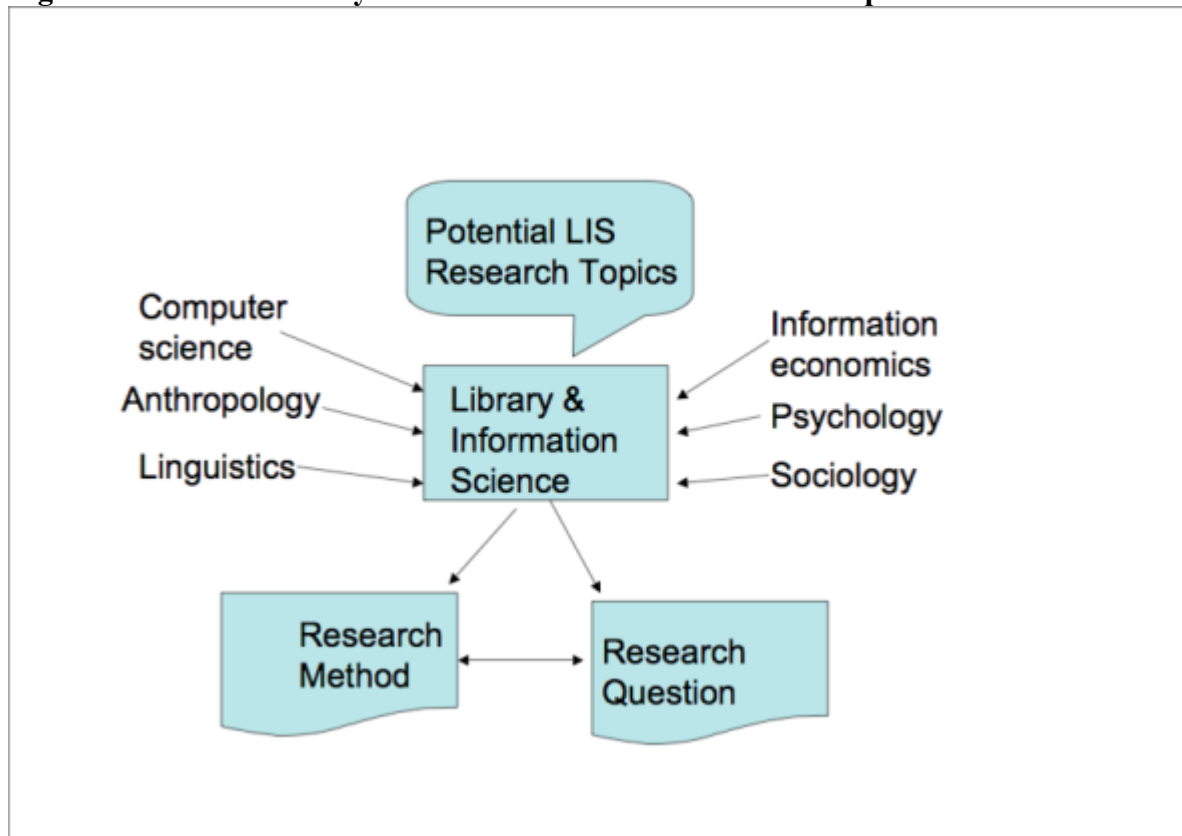 Potential LIS
Research Topics
Computer
science
Anthropology
Linguistics
Library &
Information
Science
Information
economics
Psychology
Sociology
Research
Method
Research
Question